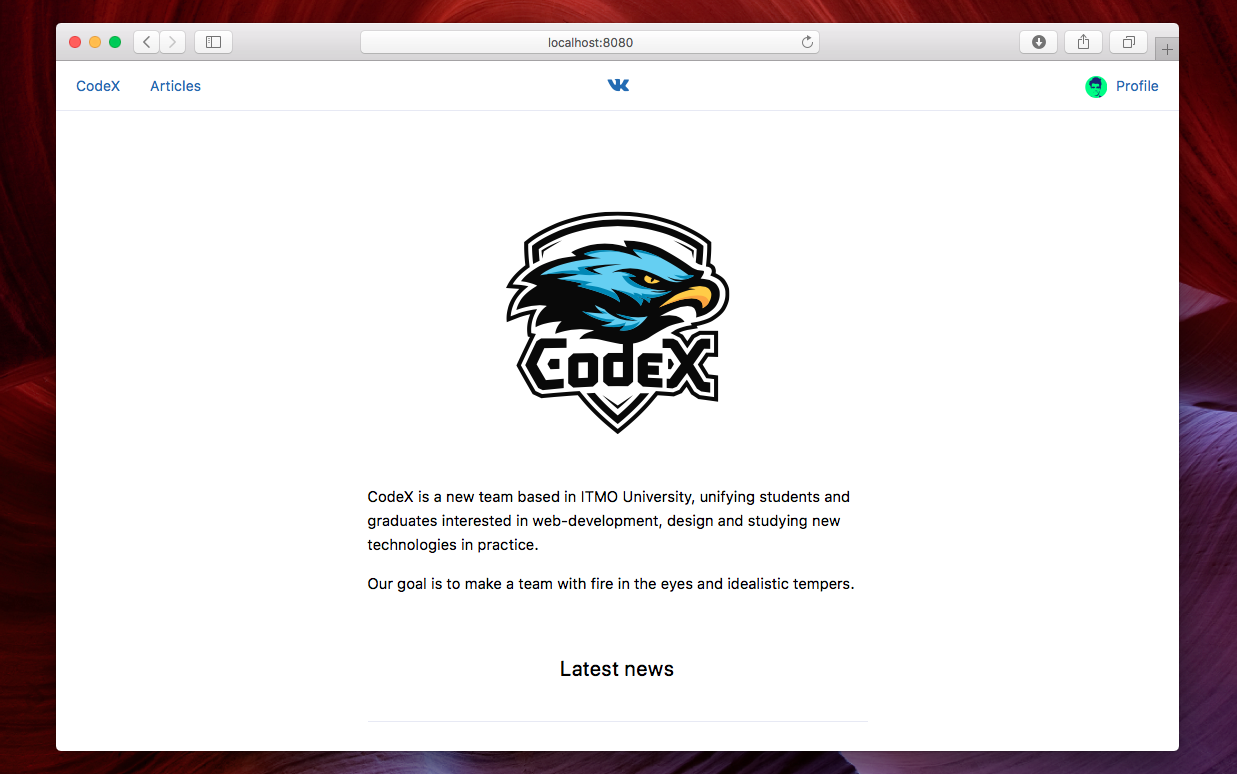 localhost:8080
CodeX
Articles
Profile
CodeX
CodeX is a new team based in ITMO University, unifying students and
graduates interested in web-development, design and studying new
technologies in practice.
Our goal is to make a team with fire in the eyes and idealistic tempers.
Latest news